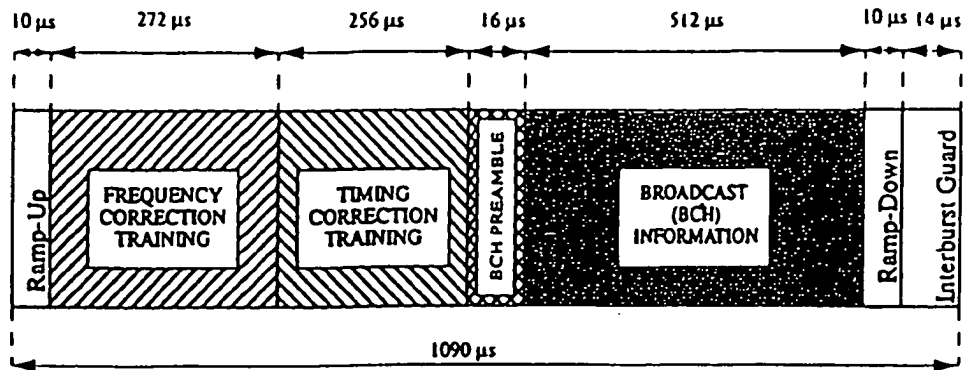 10 µs 272 µs 256 µs 16 µs 512 µs 10 µs 14 µs
Ramp-Up
FREQUENCY
CORRECTION
TRAINING
TIMING
CORRECTION
TRAINING
BCH PREAMBLE
BROADCAST
(BCH)
INFORMATION
Ramp-Down
Interburst Guard
1090 µs